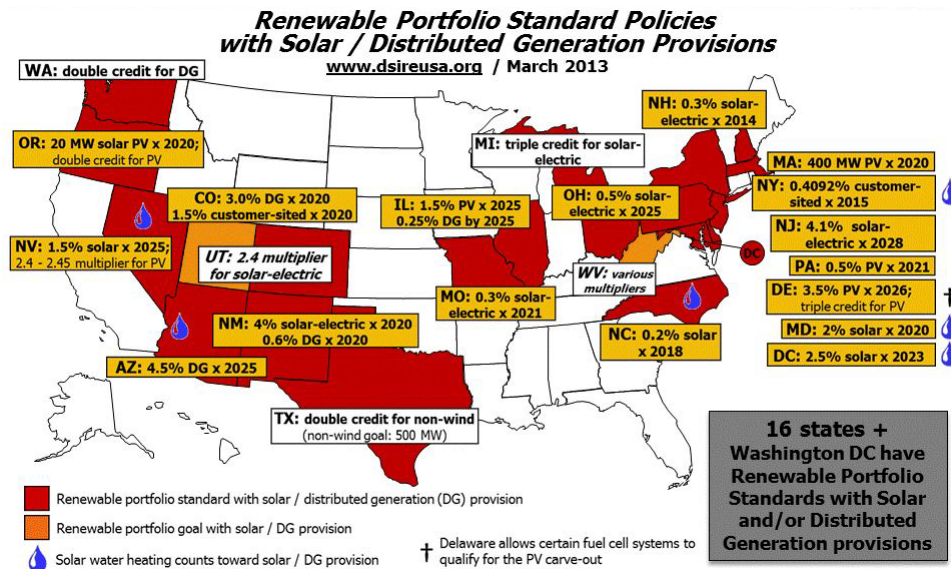 Renewable Portfolio Standard Policies
with Solar / Distributed Generation Provisions
www.dsireusa.org / March 2013
WA: double credit for DG
NH: 0.3% solar-
electric x 2014
OR: 20 MW solar PV x 2020;
double credit for PV
MI: triple credit for solar-
electric
MA: 400 MW PV x 2020
NY: 0.4092% customer-
sited x 2015
CO: 3.0% DG x 2020
1.5% customer-sited x 2020
IL: 1.5% PV x 2025
0.25% DG by 2025
OH: 0.5% solar-
electric x 2025
NJ: 4.1% solar-
electric x 2028
NV: 1.5% solar x 2025;
2.4 - 2.45 multiplier for PV
UT: 2.4 multiplier
for solar-electric
DC
WV: various
multipliers
PA: 0.5% PV x 2021
DE: 3.5% PV x 2026;
triple credit for PV
†
MO: 0.3% solar-
electric x 2021
NM: 4% solar-electric x 2020
0.6% DG x 2020
NC: 0.2% solar
x 2018
MD: 2% solar x 2020
DC: 2.5% solar x 2023
AZ: 4.5% DG x 2025
TX: double credit for non-wind
(non-wind goal: 500 MW)
16 states +
Washington DC have
Renewable Portfolio
Standards with Solar
and/or Distributed
Generation provisions
Renewable portfolio standard with solar / distributed generation (DG) provision
Renewable portfolio goal with solar / DG provision
Solar water heating counts toward solar / DG provision
† Delaware allows certain fuel cell systems to
qualify for the PV carve-out